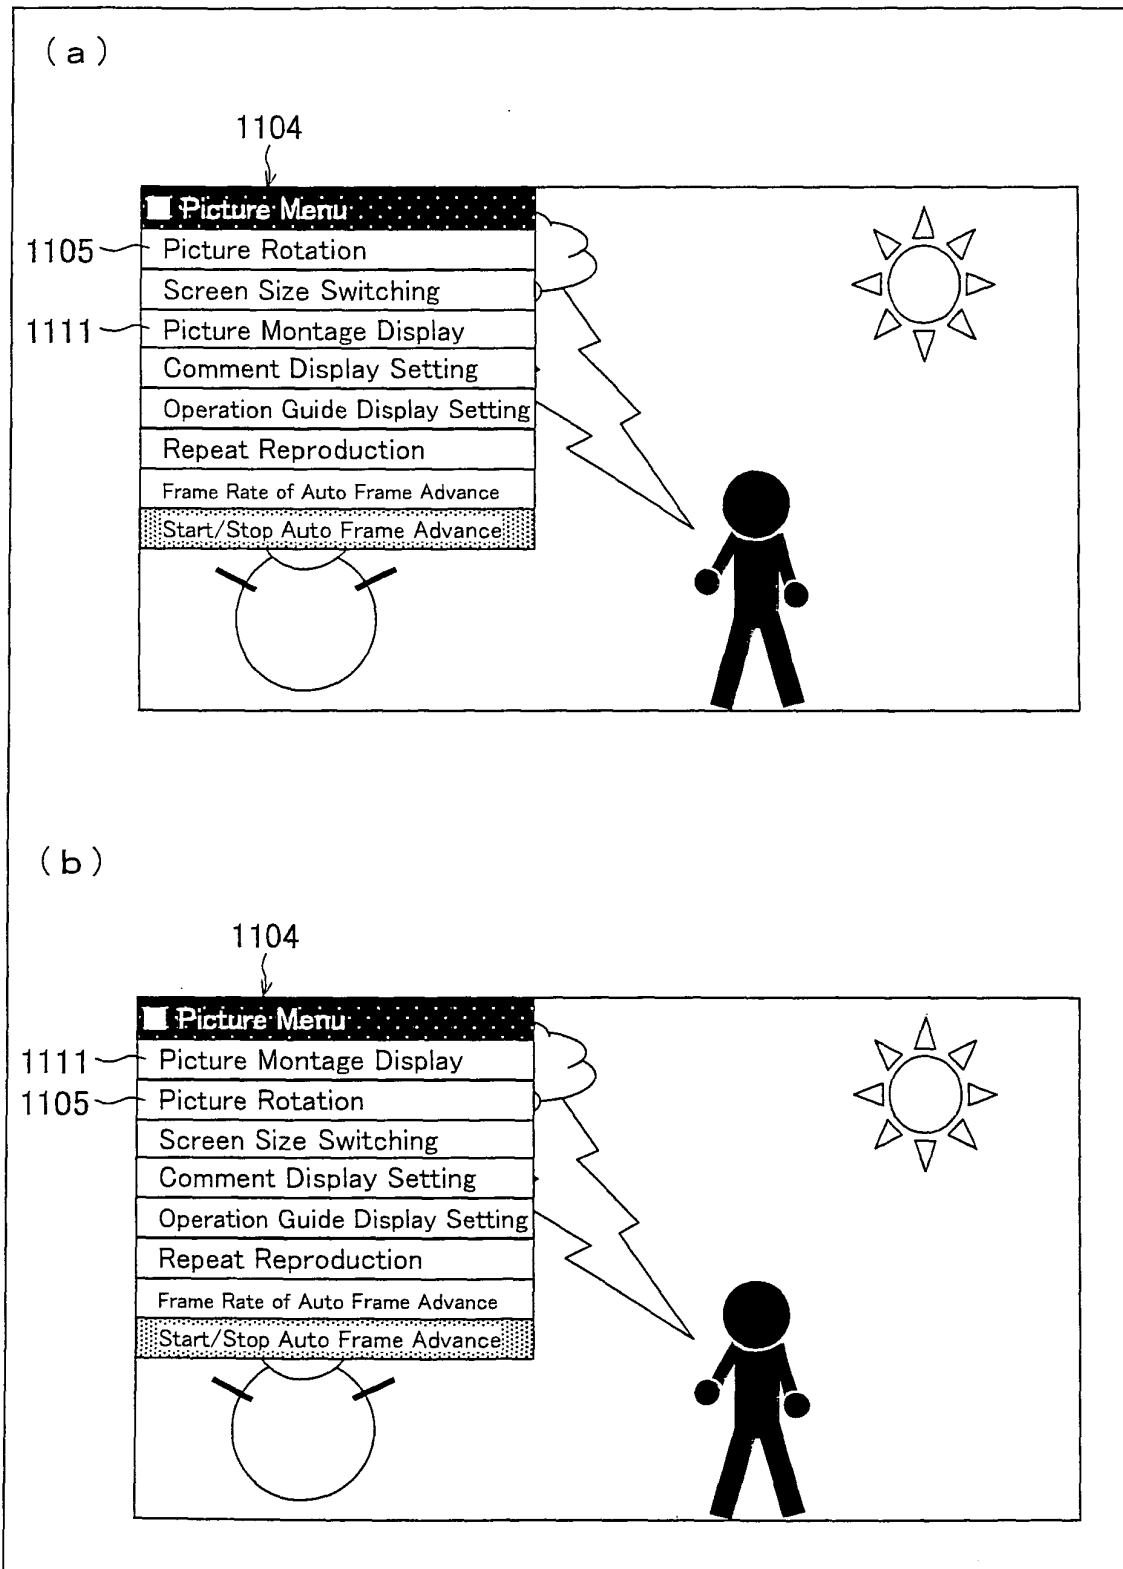 (a)
1104
Picture Menu
1105
Picture Rotation
Screen Size Switching
1111
Picture Montage Display
Comment Display Setting
Operation Guide Display Setting
Repeat Reproduction
Frame Rate of Auto Frame Advance
Start/Stop Auto Frame Advance
(b)
1104
Picture Menu
1111
Picture Montage Display
1105
Picture Rotation
Screen Size Switching
Comment Display Setting
Operation Guide Display Setting
Repeat Reproduction
Frame Rate of Auto Frame Advance
Start/Stop Auto Frame Advance